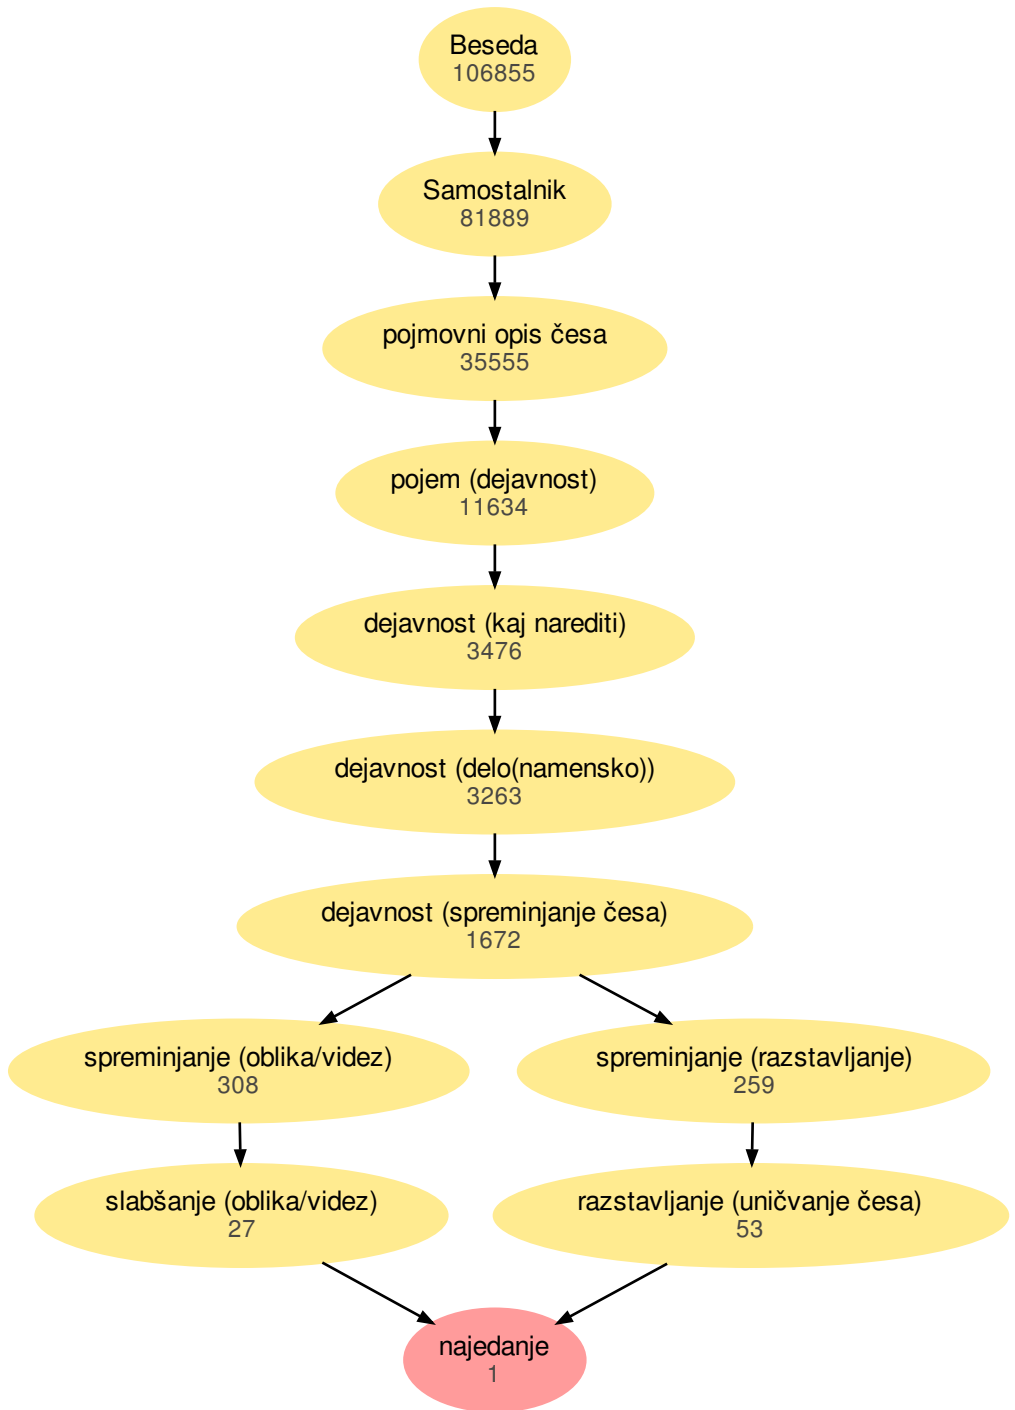 Beseda
106855
Samostalnik
81889
pojmovni opis česa
35555
pojem (dejavnost)
11634
dejavnost (kaj narediti)
3476
dejavnost (delo(namensko))
3263
dejavnost (spreminjanje česa)
1672
spreminjanje (oblika/videz)
308
spreminjanje (razstavljanje)
259
slabšanje (oblika/videz)
27
razstavljanje (uničvanje česa)
53
najedanje
1